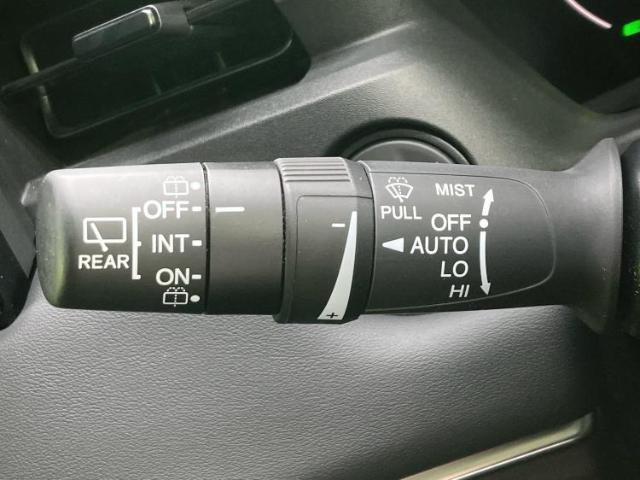 OFF
INT
ON
REAR
-
+
PULL
MIST
OFF
AUTO
LO
HI